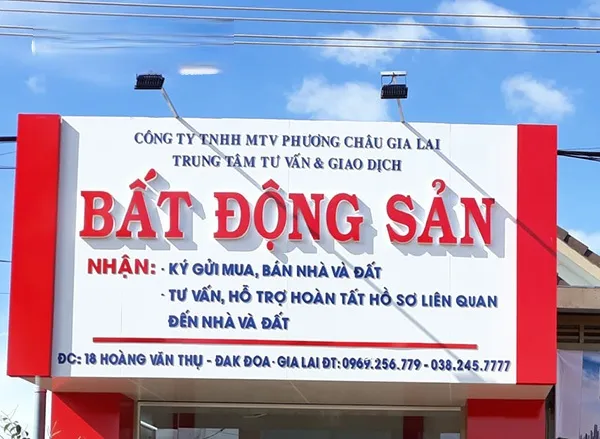 CÔNG TY TNHH MTV PHƯƠNG CHÂU GIA LAI
TRUNG TÂM TƯ VẤN & GIAO DỊCH
BẤT ĐỘNG SẢN
NHẬN: - KÝ GỬI MUA, BÁN NHÀ VÀ ĐẤT
- TƯ VẤN, HỖ TRỢ HOÀN TẤT HỒ SƠ LIÊN QUAN
ĐẾN NHÀ VÀ ĐẤT
ĐC: 18 HOÀNG VĂN THỤ - ĐAK ĐOA - GIA LAI ĐT: 0969.256.779 - 038.245.7777